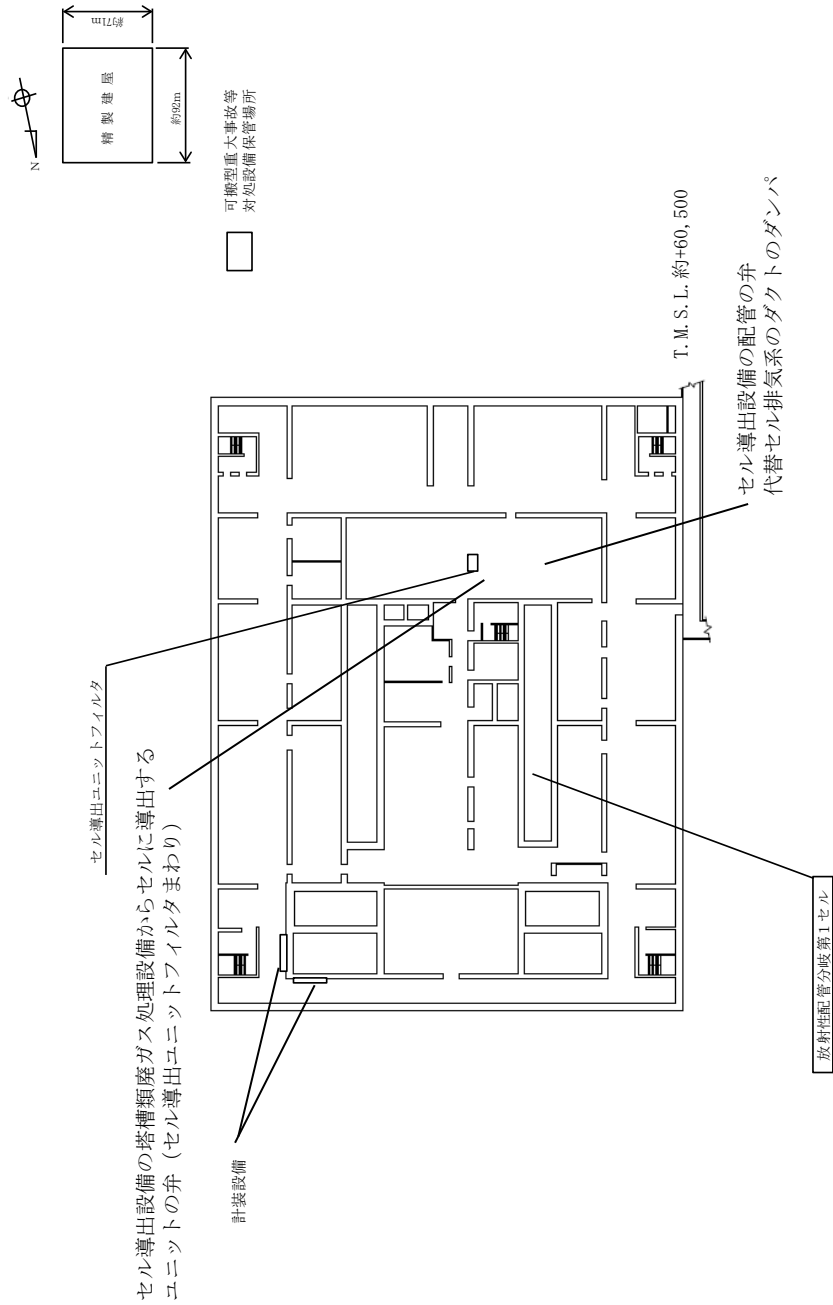 セル導出設備の塔槽類廃ガス処理設備からセルに導出する
ユニットの弁（セル導出ユニットフィルタまわり）
計装設備
セル導出ユニットフィルタ
放射性配管分岐第1セル
セル導出設備の配管の弁
代替セル排気系のダクトのダンパ
T.M.S.L.約+60,500
可搬型重大事故等
対処設備保管場所
N
精製建屋
約92m
約71m